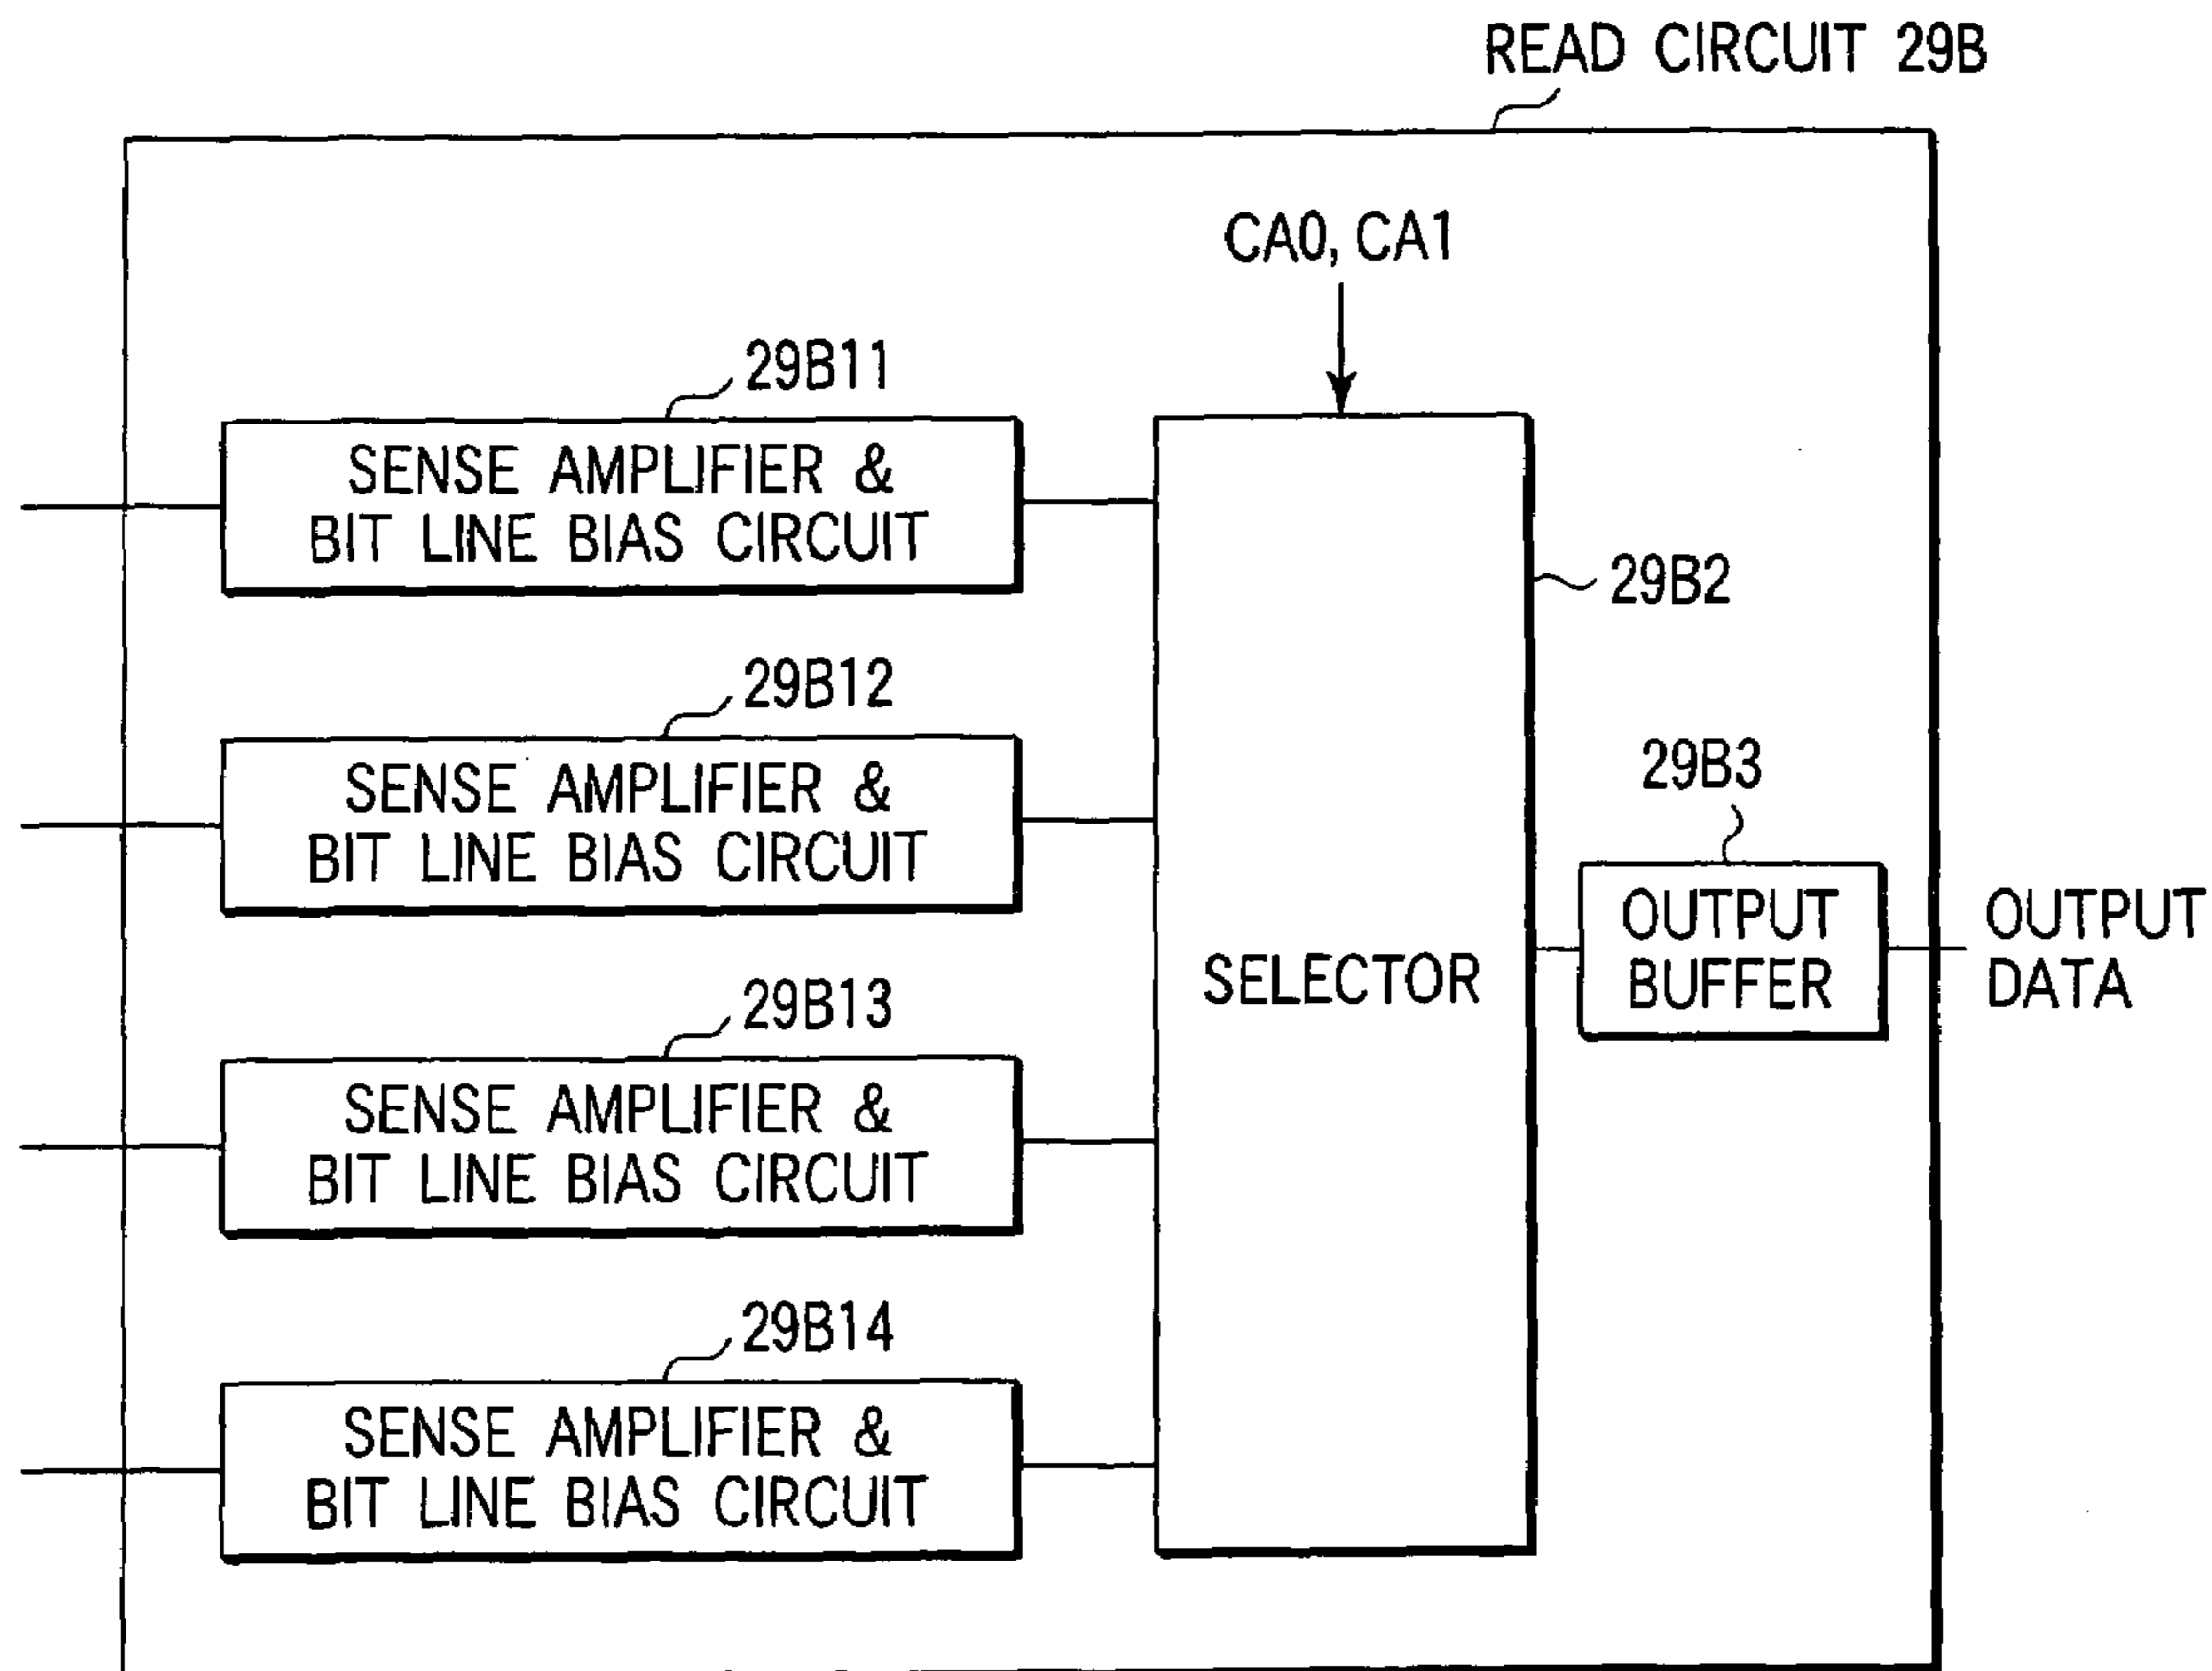 READ CIRCUIT 29B
CA0, CA1
29B11
SENSE AMPLIFIER &
BIT LINE BIAS CIRCUIT
29B2
29B12
SENSE AMPLIFIER &
BIT LINE BIAS CIRCUIT
29B3
OUTPUT
BUFFER
OUTPUT
DATA
SELECTOR
29B13
SENSE AMPLIFIER &
BIT LINE BIAS CIRCUIT
29B14
SENSE AMPLIFIER &
BIT LINE BIAS CIRCUIT